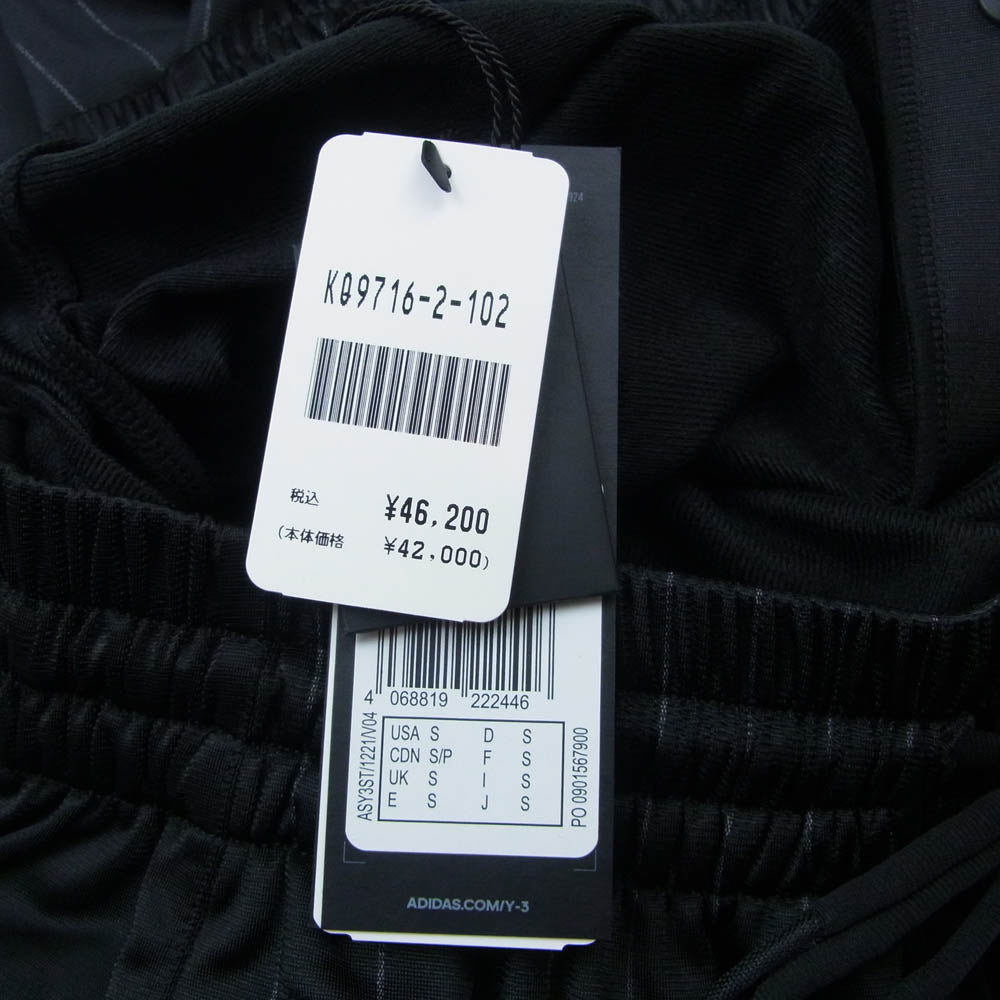 KQ9716-2-102
税込 ¥46,200
(本体価格 ¥42,000)
4 068819 222446
USA S D S
CDN S/P F S
UK S I S
E S J S
ASY3ST/1221/V04
PO 0901567900
ADIDAS.COM/Y-3